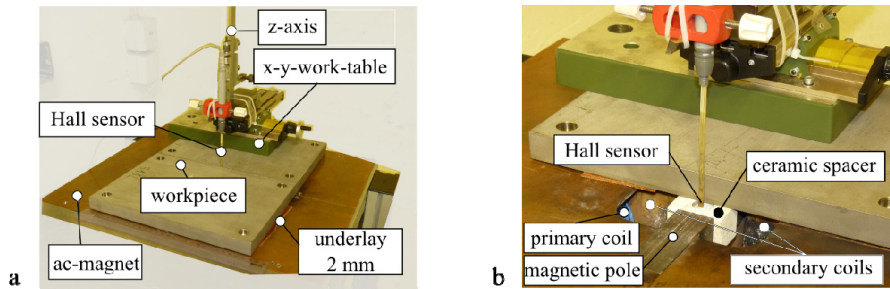 z-axis
x-y-work-table
Hall sensor
workpiece
ac-magnet
underlay
2 mm
a
Hall sensor
ceramic spacer
primary coil
magnetic pole
secondary coils
b